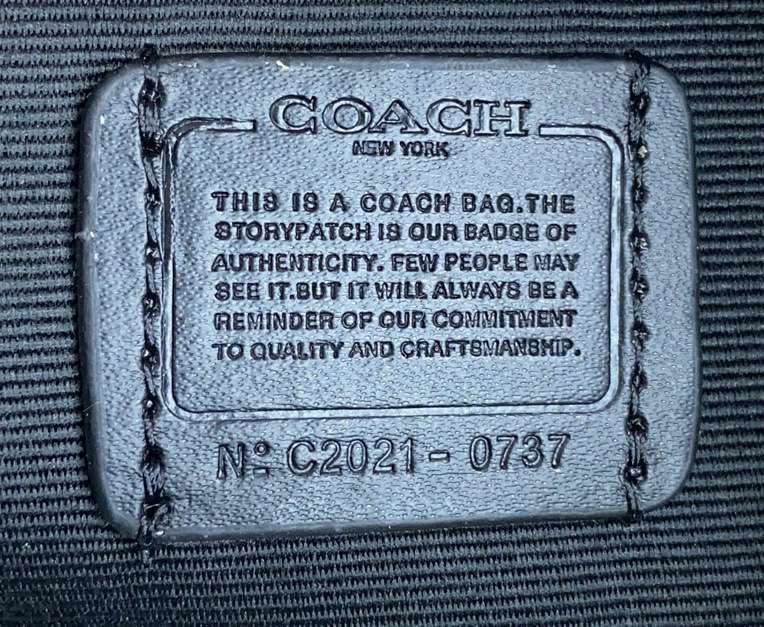 COACH
NEW YORK
THIS IS A COACH BAG.THE
STORYPATCH IS OUR BADGE OF
AUTHENTICITY. FEW PEOPLE MAY
SEE IT.BUT IT WILL ALWAYS BE A
REMINDER OF OUR COMMITMENT
TO QUALITY AND CRAFTSMANSHIP.
Nº C2021 - 0737